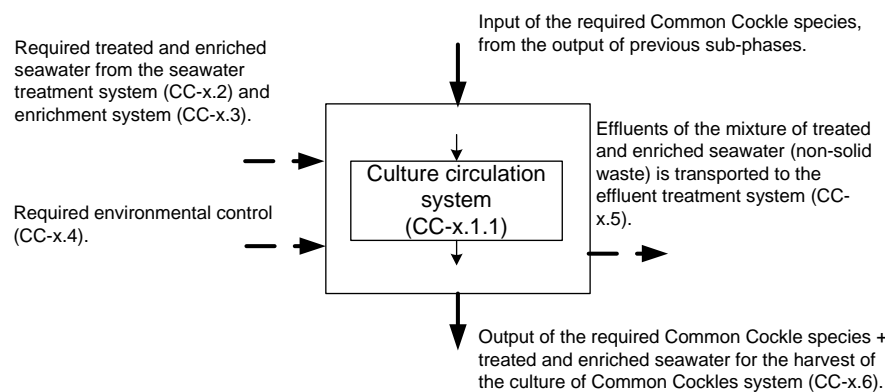 Input of the required Common Cockle species,
from the output of previous sub-phases.
Required treated and enriched
seawater from the seawater
treatment system (CC-x.2) and
enrichment system (CC-x.3).
Effluents of the mixture of treated
and enriched seawater (non-solid
waste) is transported to the
effluent treatment system (CC-
x.5).
Culture circulation
system
(CC-x.1.1)
Required environmental control
(CC-x.4).
Output of the required Common Cockle species +
treated and enriched seawater for the harvest of
the culture of Common Cockles system (CC-x.6).